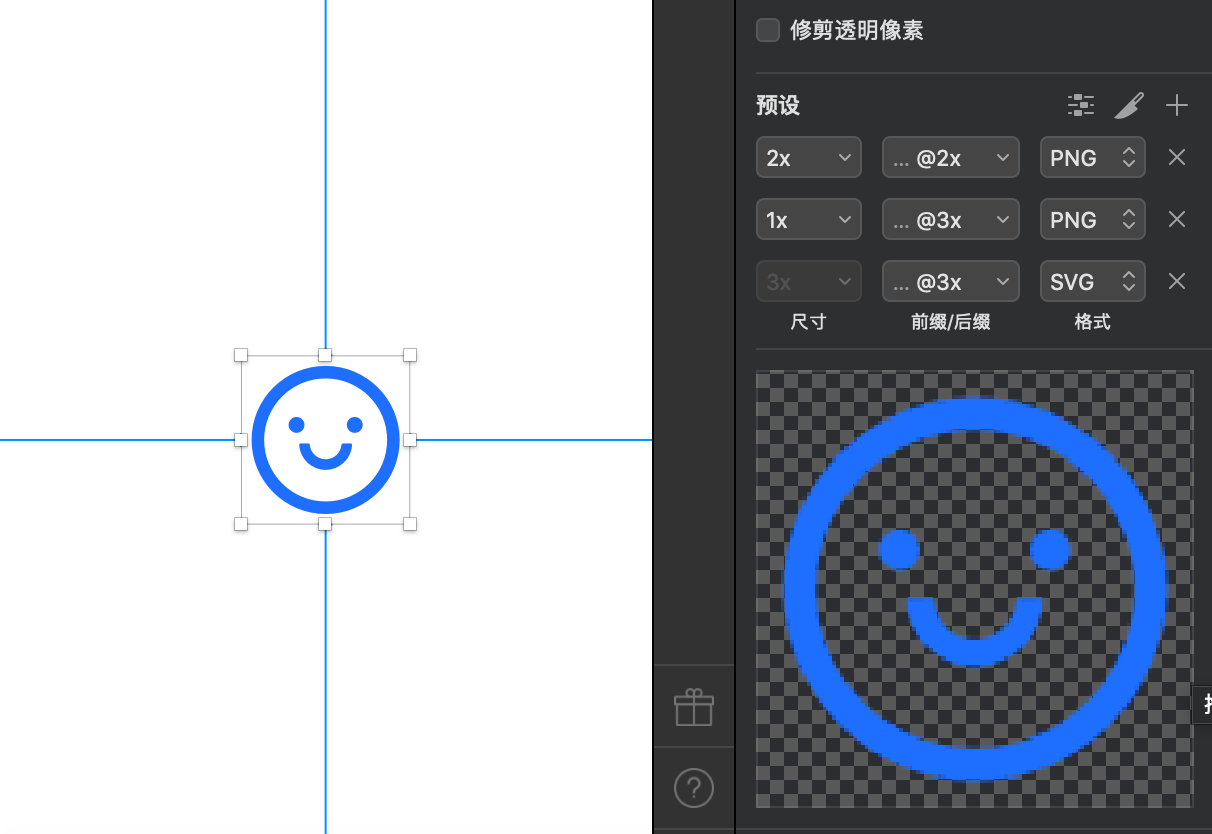 修剪透明像素
预设
2x ... @2x PNG
1x ... @3x PNG
3x ... @3x SVG
尺寸 前缀/后缀 格式
?